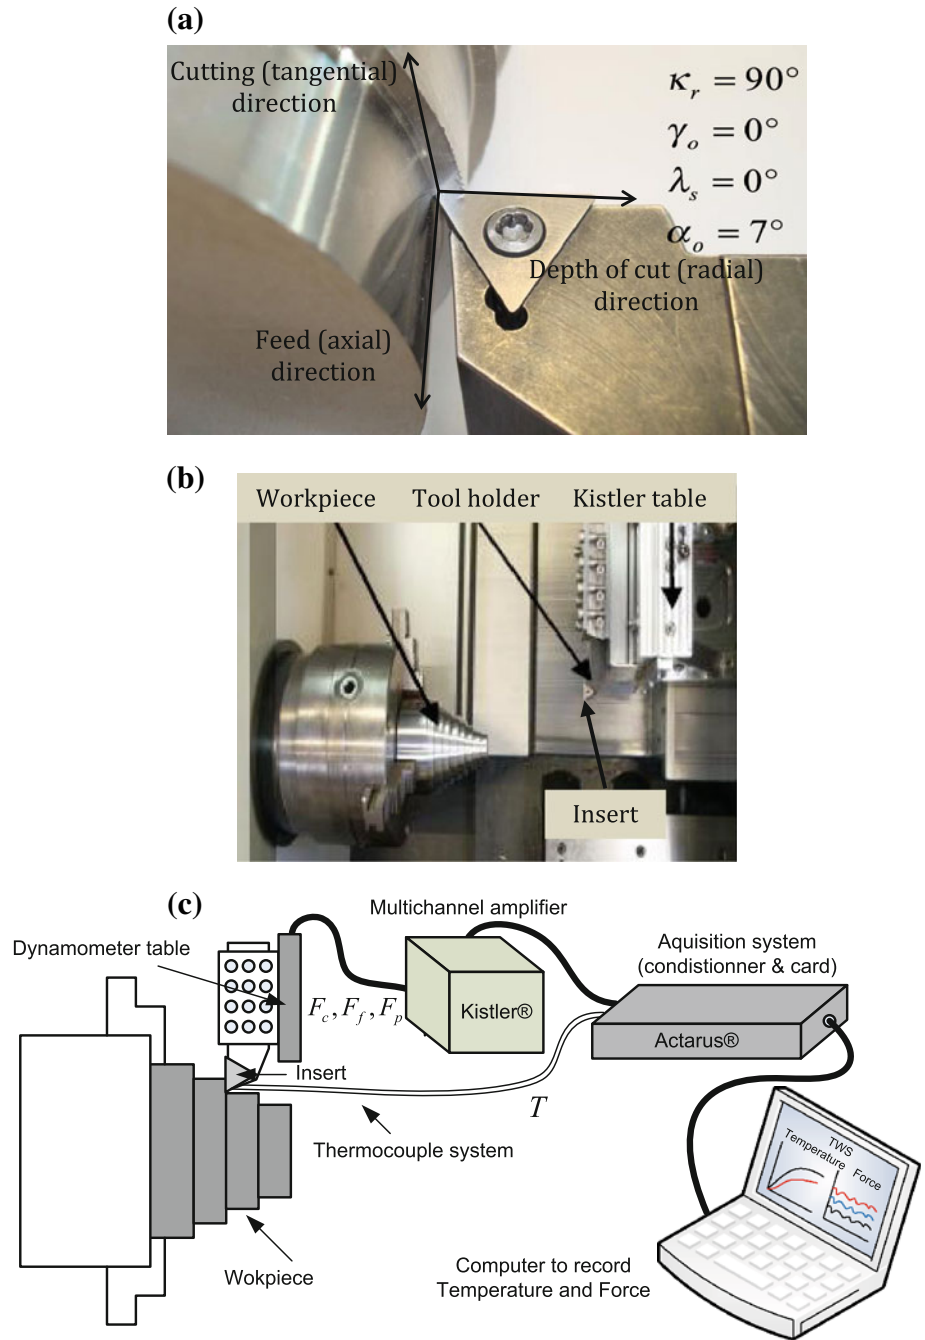 (a)
Cutting (tangential)
direction
κr = 90°
γo = 0°
λs = 0°
αo = 7°
Depth of cut (radial)
direction
Feed (axial)
direction
(b)
Workpiece
Tool holder
Kistler table
Insert
(c)
Multichannel amplifier
Dynamometer table
Aquisition system
(condistionner & card)
Fc, Ff, Fp
Kistler®
Actarus®
Insert
T
Thermocouple system
TWS
Temperature
Force
Wokpiece
Computer to record
Temperature and Force